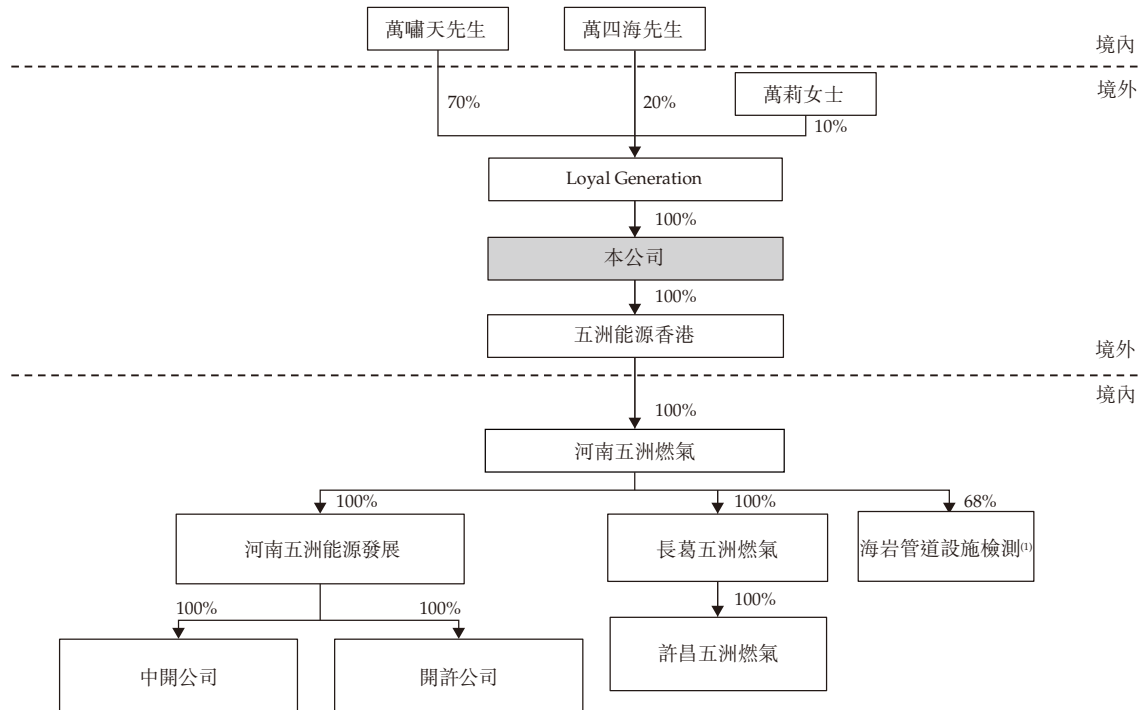 萬嘯天先生
萬四海先生
境內
境外
萬莉女士
70%
20%
10%
Loyal Generation
100%
本公司
100%
五洲能源香港
境外
境內
100%
河南五洲燃氣
100%
100%
68%
河南五洲能源發展
長葛五洲燃氣
海岩管道設施檢測(1)
100%
100%
100%
中開公司
開許公司
許昌五洲燃氣